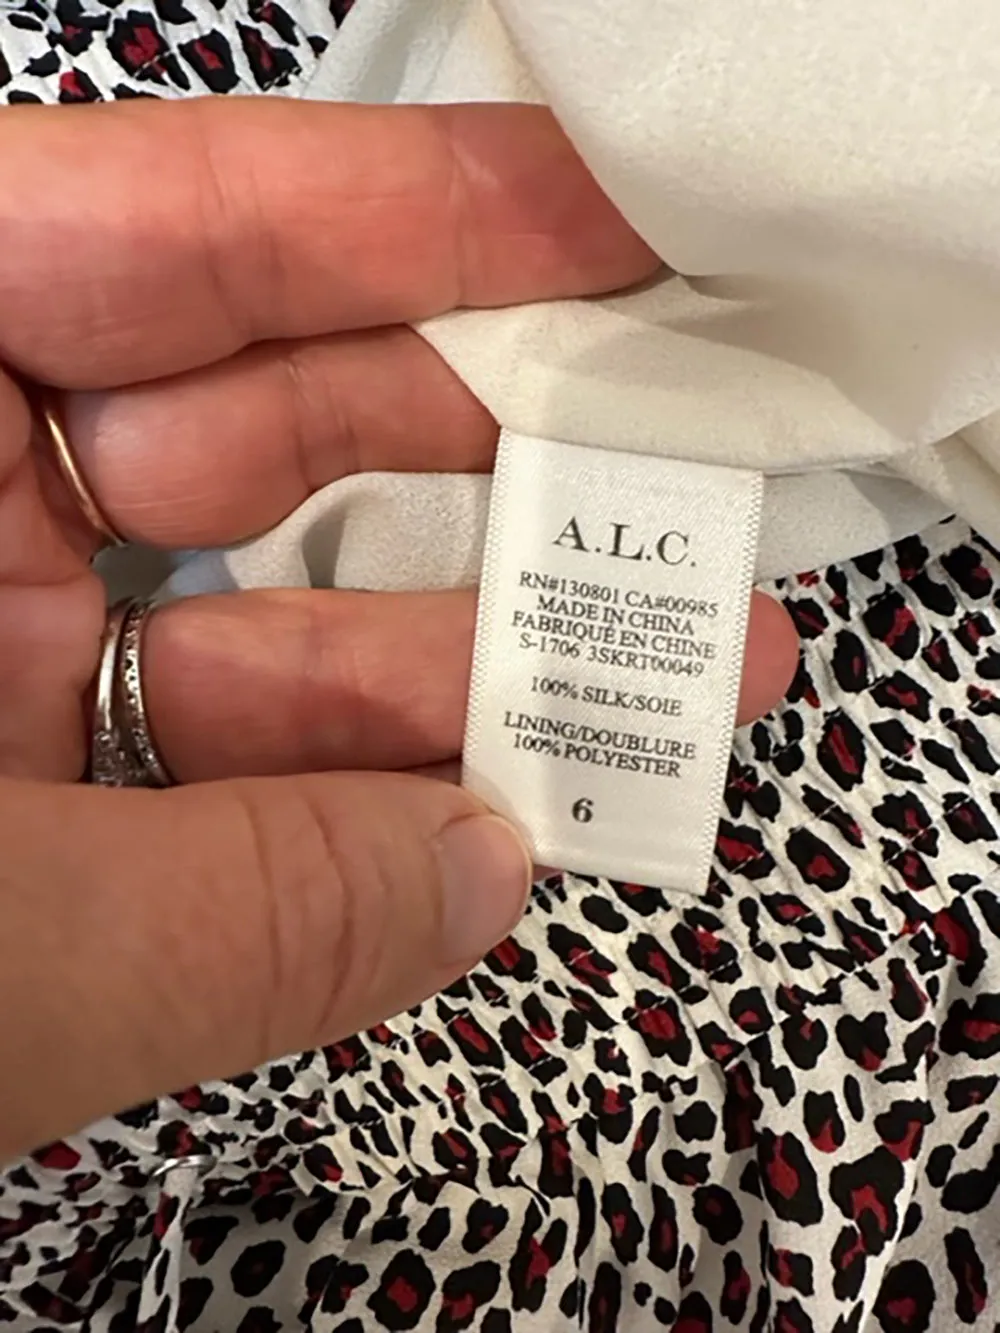 A.L.C.
RN#130801 CA#00985
MADE IN CHINA
FABRIQUÉ EN CHINE
S-1706 3SKRT00049
100% SILK/SOIE
LINING/DOUBLURE
100% POLYESTER
6